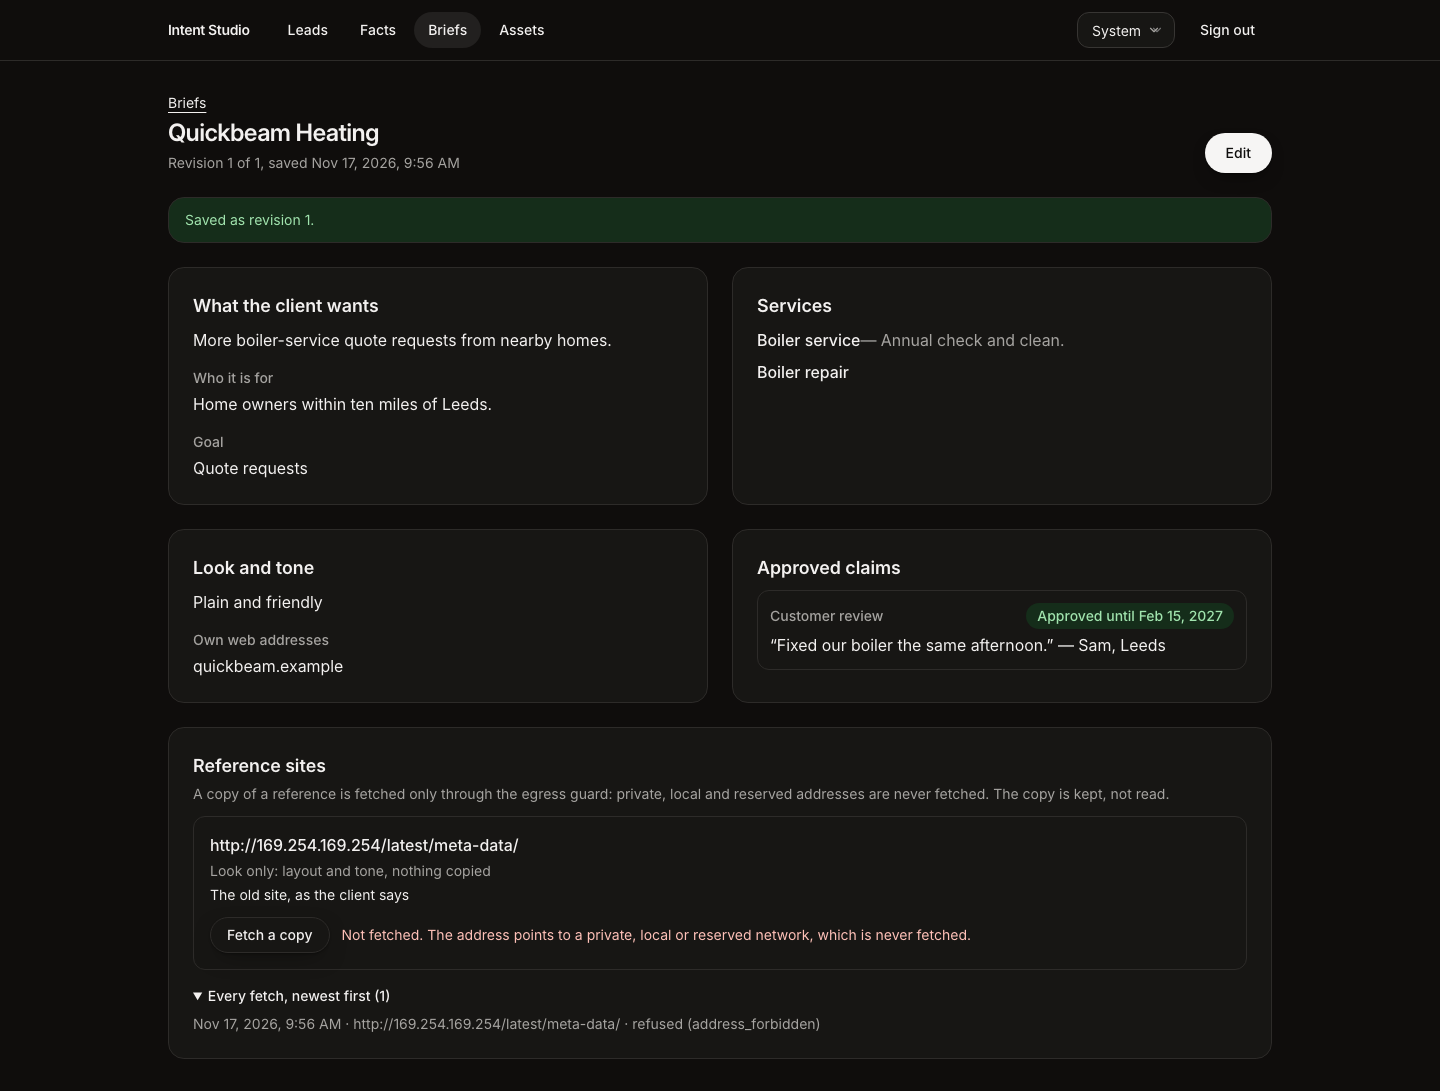 Intent Studio
Leads
Facts
Briefs
Assets
System
Sign out
Briefs
Quickbeam Heating
Revision 1 of 1, saved Nov 17, 2026, 9:56 AM
Edit
Saved as revision 1.
What the client wants
More boiler-service quote requests from nearby homes.
Who it is for
Home owners within ten miles of Leeds.
Goal
Quote requests
Services
Boiler service— Annual check and clean.
Boiler repair
Look and tone
Plain and friendly
Own web addresses
quickbeam.example
Approved claims
Customer review
Approved until Feb 15, 2027
“Fixed our boiler the same afternoon.” — Sam, Leeds
Reference sites
A copy of a reference is fetched only through the egress guard: private, local and reserved addresses are never fetched. The copy is kept, not read.
http://169.254.169.254/latest/meta-data/
Look only: layout and tone, nothing copied
The old site, as the client says
Fetch a copy
Not fetched. The address points to a private, local or reserved network, which is never fetched.
Every fetch, newest first (1)
Nov 17, 2026, 9:56 AM · http://169.254.169.254/latest/meta-data/ · refused (address_forbidden)